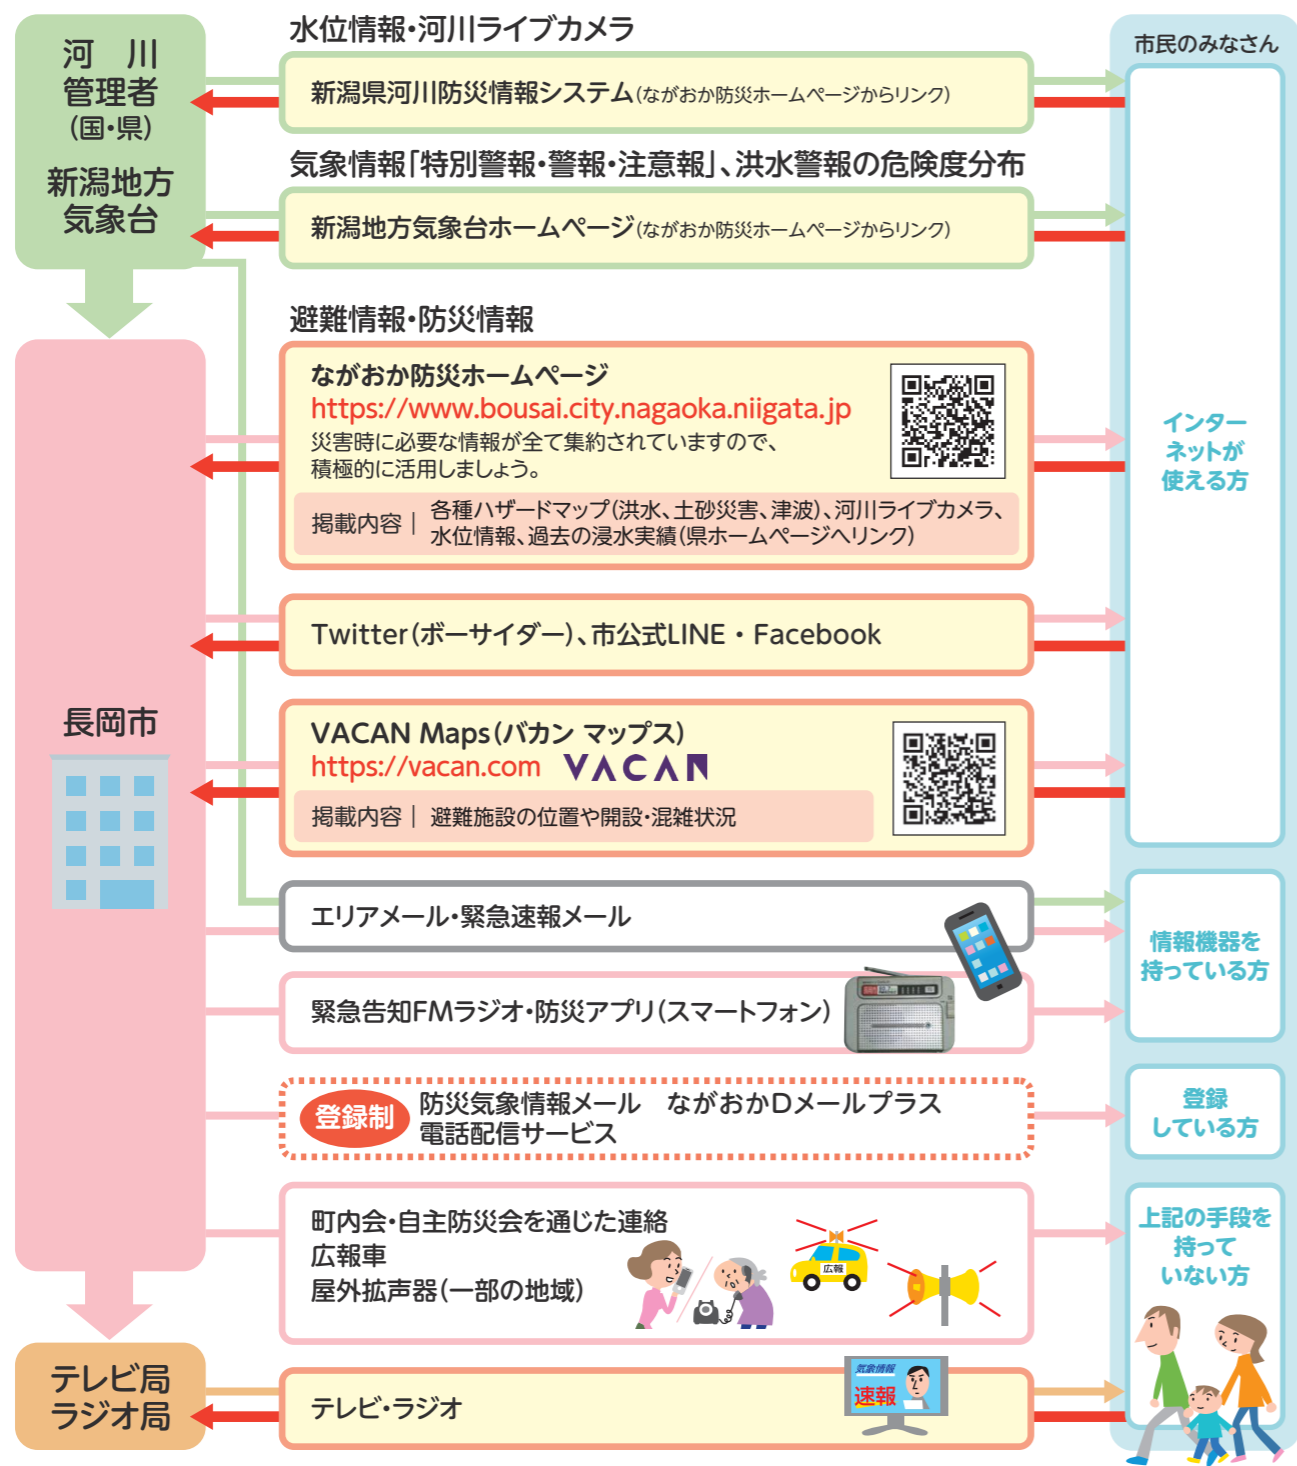 河 川
管理者
(国・県)
新潟地方
気象台
水位情報・河川ライブカメラ
新潟県河川防災情報システム(ながおか防災ホームページからリンク)
気象情報「特別警報・警報・注意報」、洪水警報の危険度分布
新潟地方気象台ホームページ(ながおか防災ホームページからリンク)
市民のみなさん
避難情報・防災情報
ながおか防災ホームページ
https://www.bousai.city.nagaoka.niigata.jp
災害時に必要な情報が全て集約されていますので、
積極的に活用しましょう。
掲載内容｜各種ハザードマップ(洪水、土砂災害、津波)、河川ライブカメラ、
水位情報、過去の浸水実績(県ホームページへリンク)
インター
ネットが
使える方
長岡市
Twitter(ボーサイダー)、市公式LINE・Facebook
VACAN Maps(バカン マップス)
https://vacan.com VACAN
掲載内容｜避難施設の位置や開設・混雑状況
エリアメール・緊急速報メール
緊急告知FMラジオ・防災アプリ(スマートフォン)
情報機器を
持っている方
登録制
防災気象情報メール ながおかDメールプラス
電話配信サービス
登録
している方
町内会・自主防災会を通じた連絡
広報車
屋外拡声器(一部の地域)
広報
上記の手段を
持って
いない方
テレビ局
ラジオ局
テレビ・ラジオ
気象情報
速報